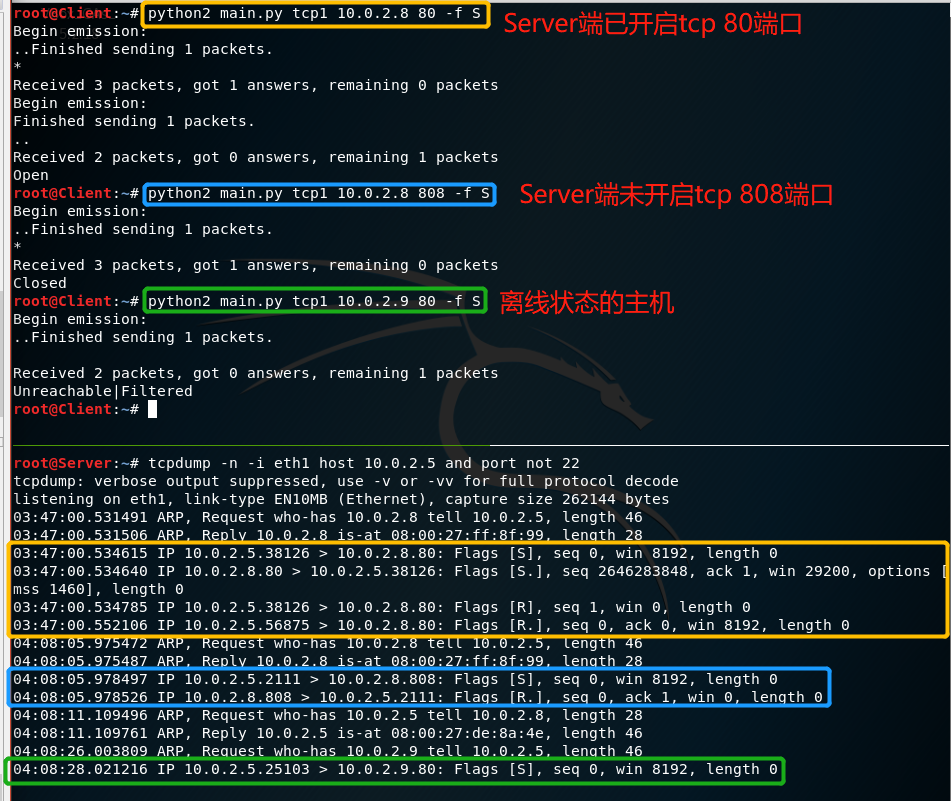 root@Client:~# python2 main.py tcp1 10.0.2.8 80 -f S Server端已开启tcp 80端口
Begin emission:
..Finished sending 1 packets.
*
Received 3 packets, got 1 answers, remaining 0 packets
Begin emission:
Finished sending 1 packets.
..
Received 2 packets, got 0 answers, remaining 1 packets
Open
root@Client:~# python2 main.py tcp1 10.0.2.8 808 -f S Server端未开启tcp 808端口
Begin emission:
..Finished sending 1 packets.
*
Received 3 packets, got 1 answers, remaining 0 packets
Closed
root@Client:~# python2 main.py tcp1 10.0.2.9 80 -f S 离线状态的主机
Begin emission:
..Finished sending 1 packets.
Received 2 packets, got 0 answers, remaining 1 packets
Unreachable|Filtered
root@Client:~#
root@Server:~# tcpdump -n -i eth1 host 10.0.2.5 and port not 22
tcpdump: verbose output suppressed, use -v or -vv for full protocol decode
listening on eth1, link-type EN10MB (Ethernet), capture size 262144 bytes
03:47:00.531491 ARP, Request who-has 10.0.2.8 tell 10.0.2.5, length 46
03:47:00.531506 ARP, Reply 10.0.2.8 is-at 08:00:27:ff:8f:99, length 28
03:47:00.534615 IP 10.0.2.5.38126 > 10.0.2.8.80: Flags [S], seq 0, win 8192, length 0
03:47:00.534640 IP 10.0.2.8.80 > 10.0.2.5.38126: Flags [S.], seq 2646283848, ack 1, win 29200, options [
mss 1460], length 0
03:47:00.534785 IP 10.0.2.5.38126 > 10.0.2.8.80: Flags [R], seq 1, win 0, length 0
03:47:00.552106 IP 10.0.2.5.56875 > 10.0.2.8.80: Flags [R.], seq 0, ack 0, win 8192, length 0
04:08:05.975472 ARP, Request who-has 10.0.2.8 tell 10.0.2.5, length 46
04:08:05.975487 ARP, Reply 10.0.2.8 is-at 08:00:27:ff:8f:99, length 28
04:08:05.978497 IP 10.0.2.5.2111 > 10.0.2.8.808: Flags [S], seq 0, win 8192, length 0
04:08:05.978526 IP 10.0.2.8.808 > 10.0.2.5.2111: Flags [R.], seq 0, ack 1, win 0, length 0
04:08:11.109496 ARP, Request who-has 10.0.2.5 tell 10.0.2.8, length 28
04:08:11.109761 ARP, Reply 10.0.2.5 is-at 08:00:27:de:8a:4e, length 46
04:08:26.003809 ARP, Request who-has 10.0.2.9 tell 10.0.2.5, length 46
04:08:28.021216 IP 10.0.2.5.25103 > 10.0.2.9.80: Flags [S], seq 0, win 8192, length 0